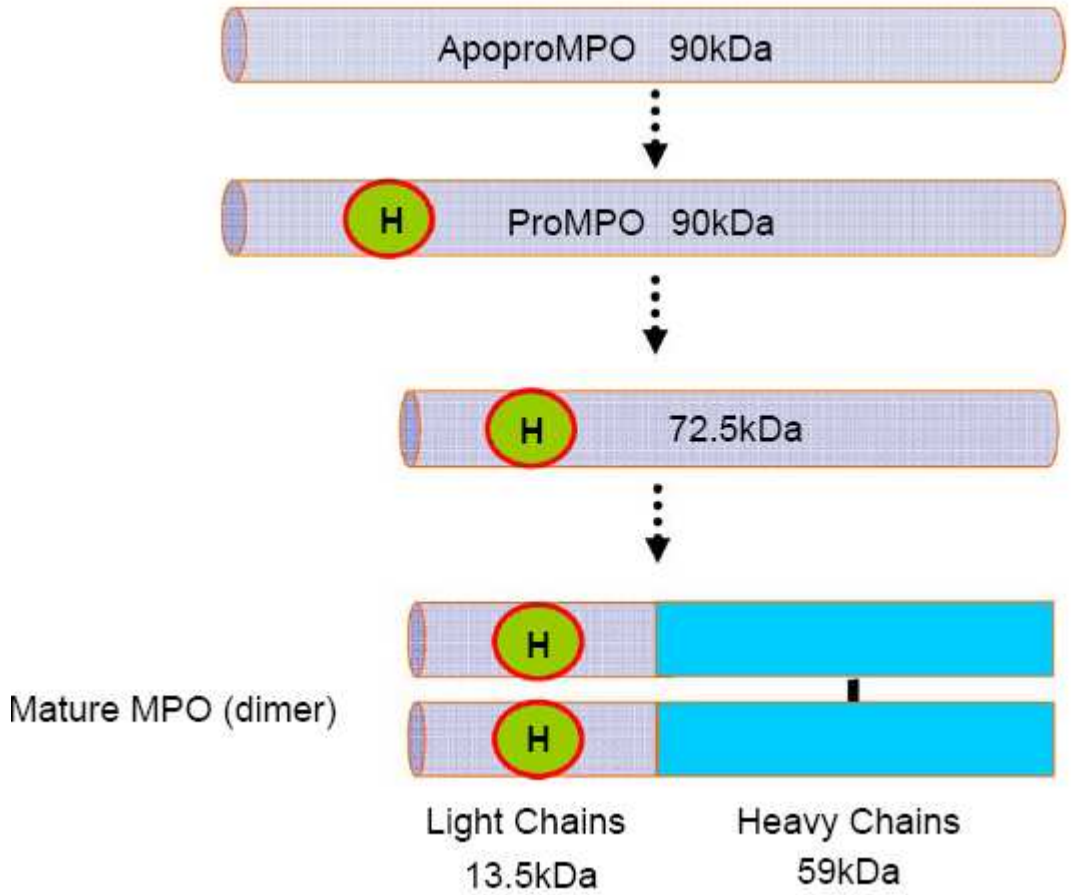 ApoproMPO 90kDa
H
ProMPO 90kDa
H
72.5kDa
H
Mature MPO (dimer)
H
Light Chains
13.5kDa
Heavy Chains
59kDa